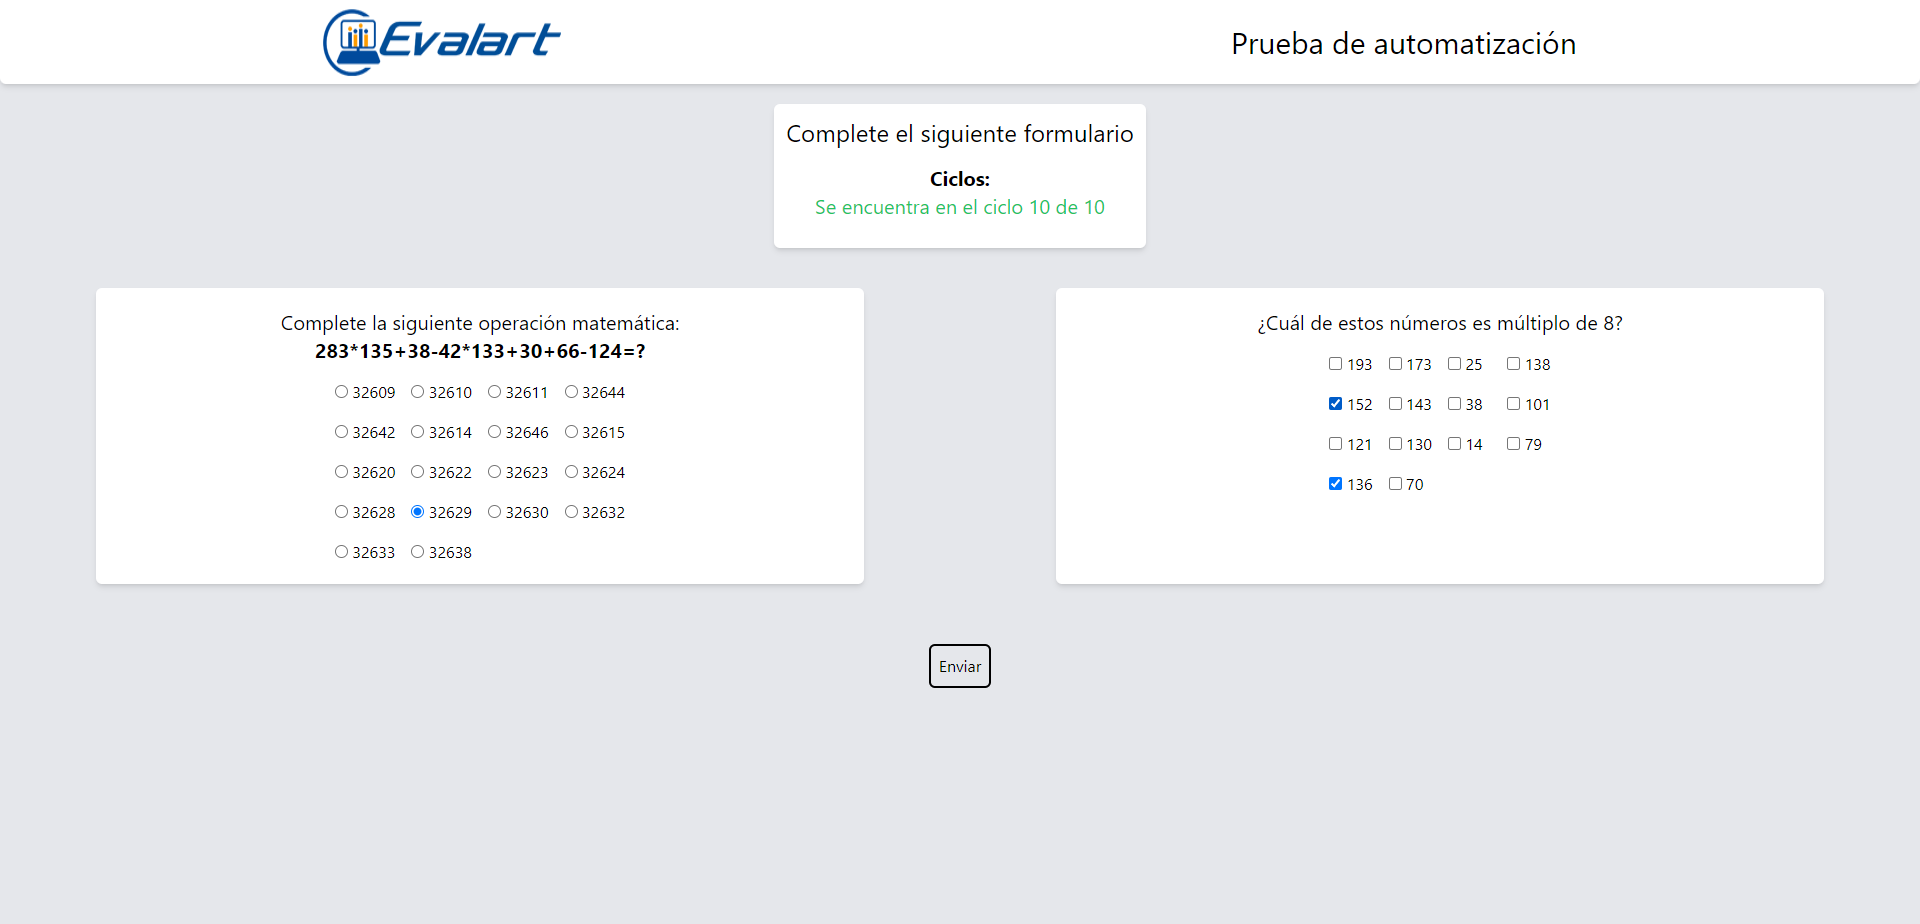 Evalart
Prueba de automatización
Complete el siguiente formulario
Ciclos:
Se encuentra en el ciclo 10 de 10
Complete la siguiente operación matemática:
283*135+38-42*133+30+66-124=?
32609 32610 32611 32644
32642 32614 32646 32615
32620 32622 32623 32624
32628 32629 32630 32632
32633 32638
¿Cuál de estos números es múltiplo de 8?
193 173 25 138
152 143 38 101
121 130 14 79
136 70
Enviar